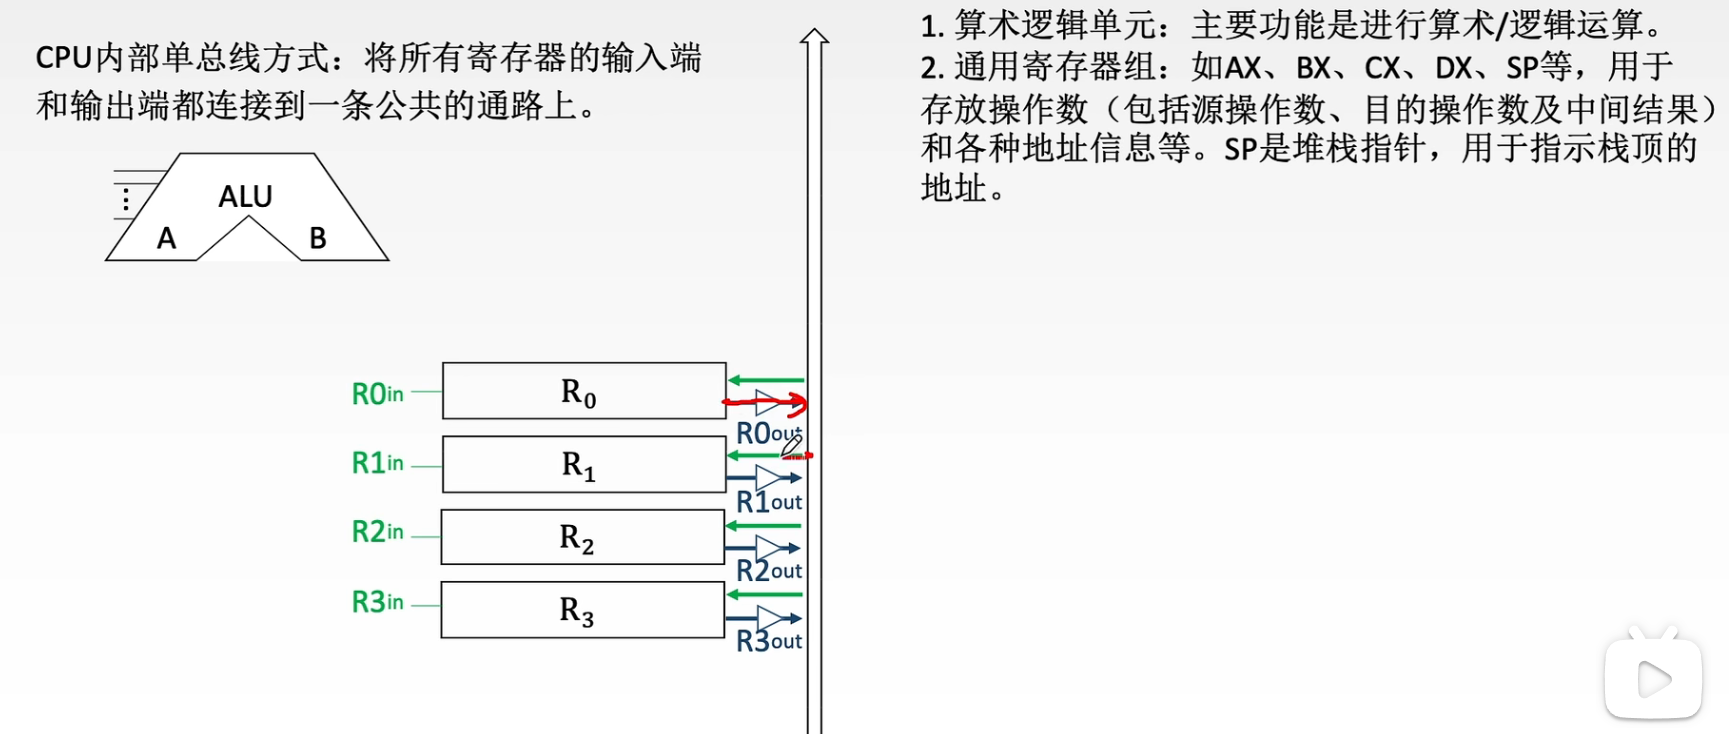 CPU内部单总线方式：将所有寄存器的输入端
和输出端都连接到一条公共的通路上。
ALU
A
B
R0in
R₀
R0out
R1in
R₁
R1out
R2in
R₂
R2out
R3in
R₃
R3out
1. 算术逻辑单元：主要功能是进行算术/逻辑运算。
2. 通用寄存器组：如AX、BX、CX、DX、SP等，用于
存放操作数（包括源操作数、目的操作数及中间结果）
和各种地址信息等。SP是堆栈指针，用于指示栈顶的
地址。